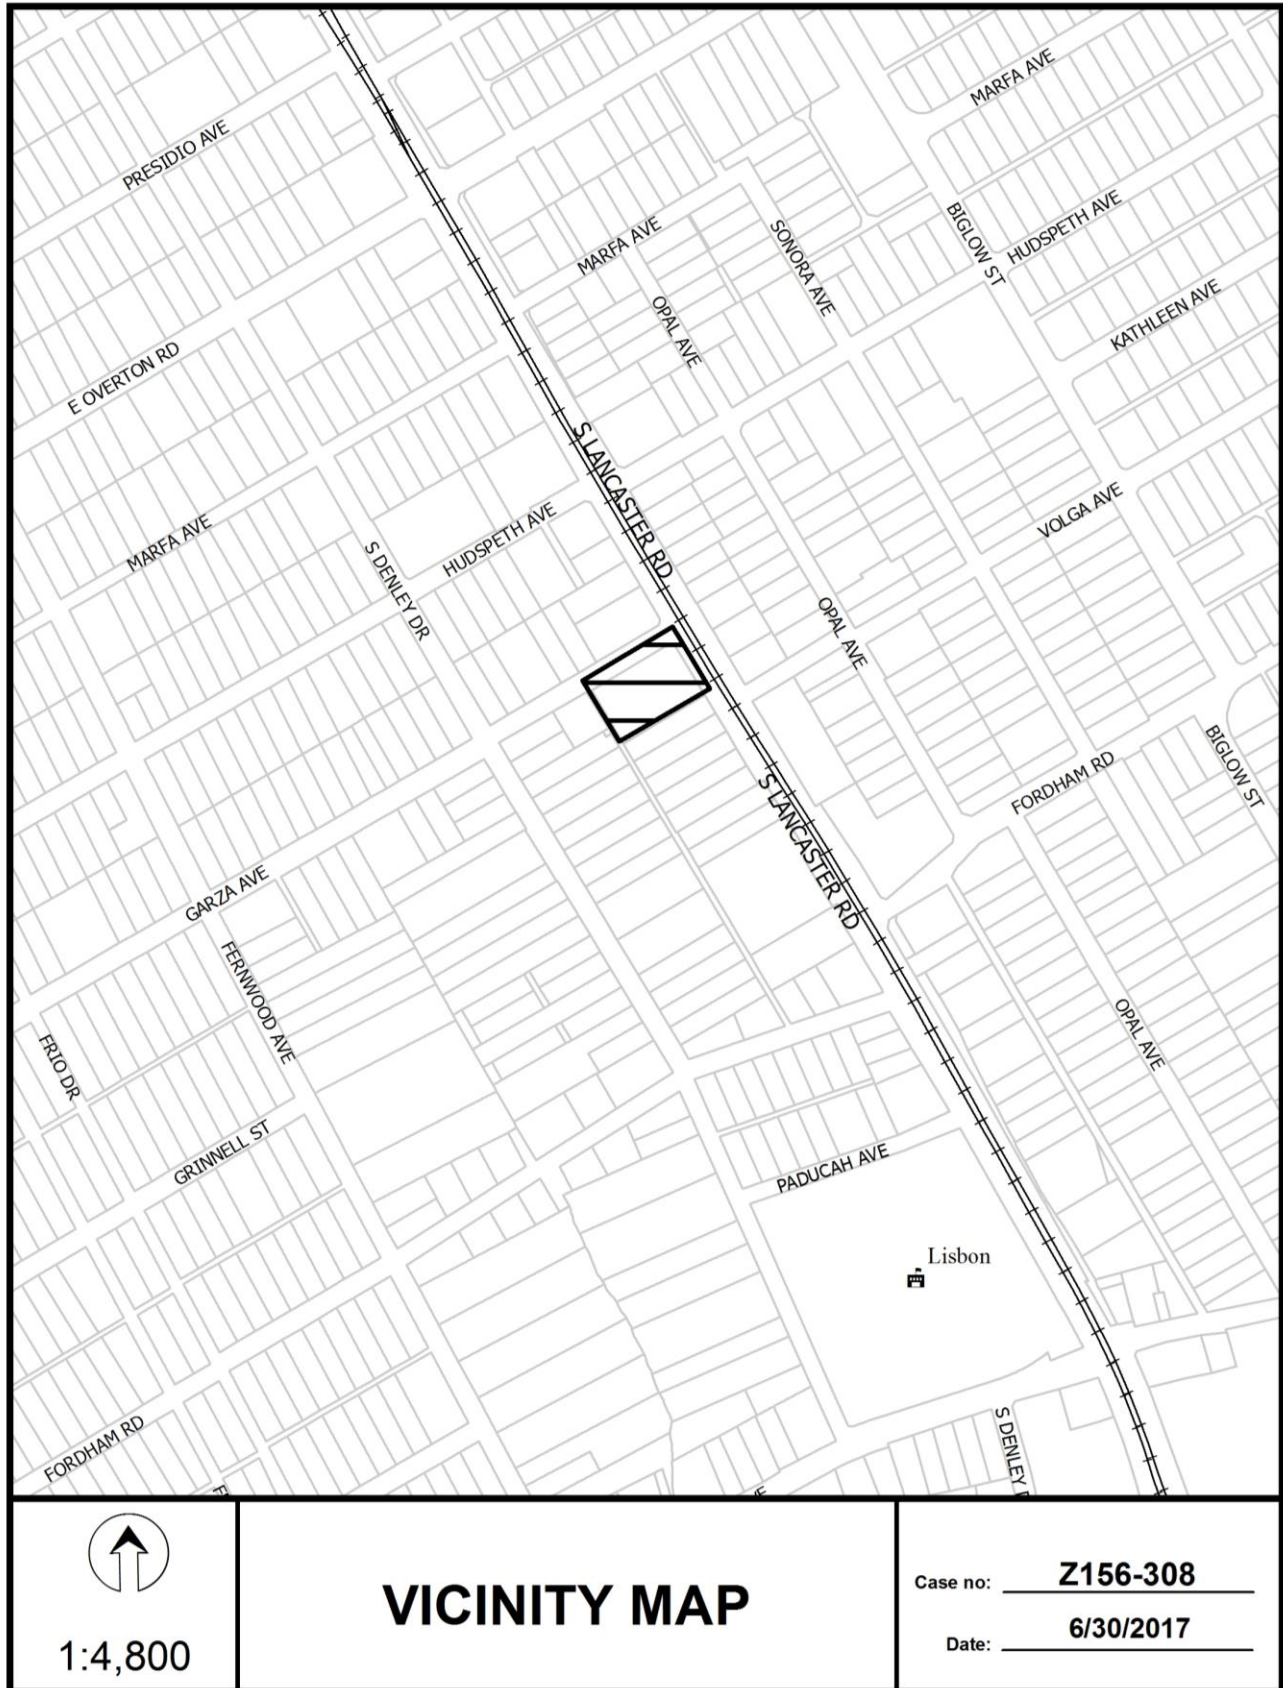 MARFA AVE
PRESIDIO AVE
HUDSPETH AVE
BIGLOW ST
MARFA AVE
SONORA AVE
KATHLEEN AVE
OPAL AVE
E OVERTON RD
S LANCASTER RD
VOLGA AVE
HUDSPETH AVE
MARFA AVE
S DENLEY DR
OPAL AVE
BIGLOW ST
FORDHAM RD
S LANCASTER RD
GARZA AVE
FERNWOOD AVE
OPAL AVE
FRIO DR
GRINNELL ST
PADUCAH AVE
Lisbon
FORDHAM RD
S DENLEY
1:4,800
VICINITY MAP
Case no: Z156-308
Date: 6/30/2017